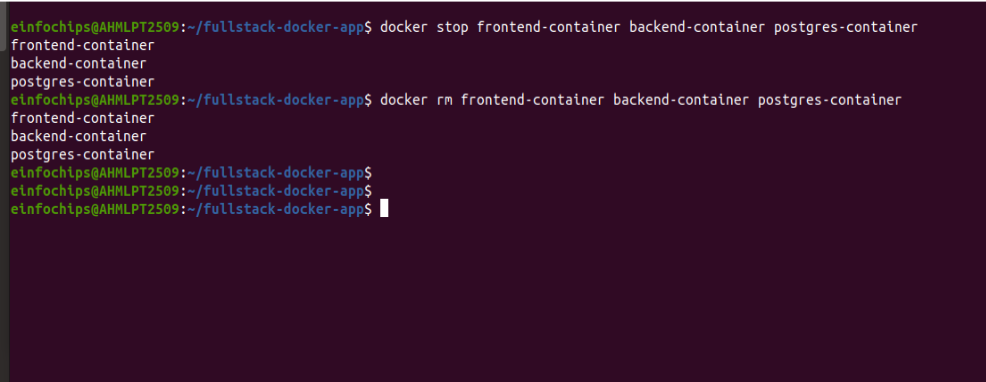 einfochips@AHMLPT2509:~/fullstack-docker-app$ docker stop frontend-container backend-container postgres-container
frontend-container
backend-container
postgres-container
einfochips@AHMLPT2509:~/fullstack-docker-app$ docker rm frontend-container backend-container postgres-container
frontend-container
backend-container
postgres-container
einfochips@AHMLPT2509:~/fullstack-docker-app$
einfochips@AHMLPT2509:~/fullstack-docker-app$
einfochips@AHMLPT2509:~/fullstack-docker-app$